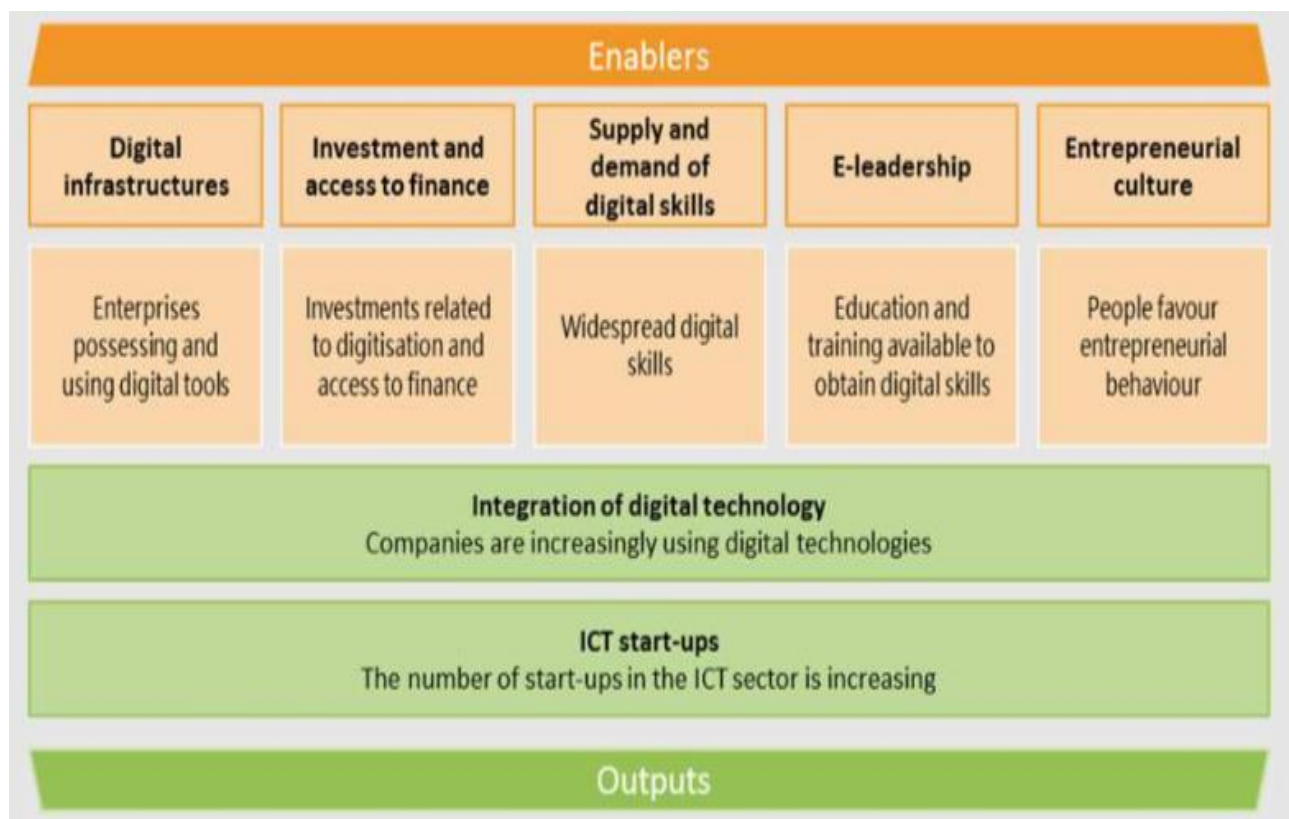 Enablers
Digital
infrastructures
Investment and
access to finance
Supply and
demand of
digital skills
E-leadership
Entrepreneurial
culture
Enterprises
possessing and
using digital tools
Investments related
to digitisation and
access to finance
Widespread digital
skills
Education and
training available to
obtain digital skills
People favour
entrepreneurial
behaviour
Integration of digital technology
Companies are increasingly using digital technologies
ICT start-ups
The number of start-ups in the ICT sector is increasing
Outputs